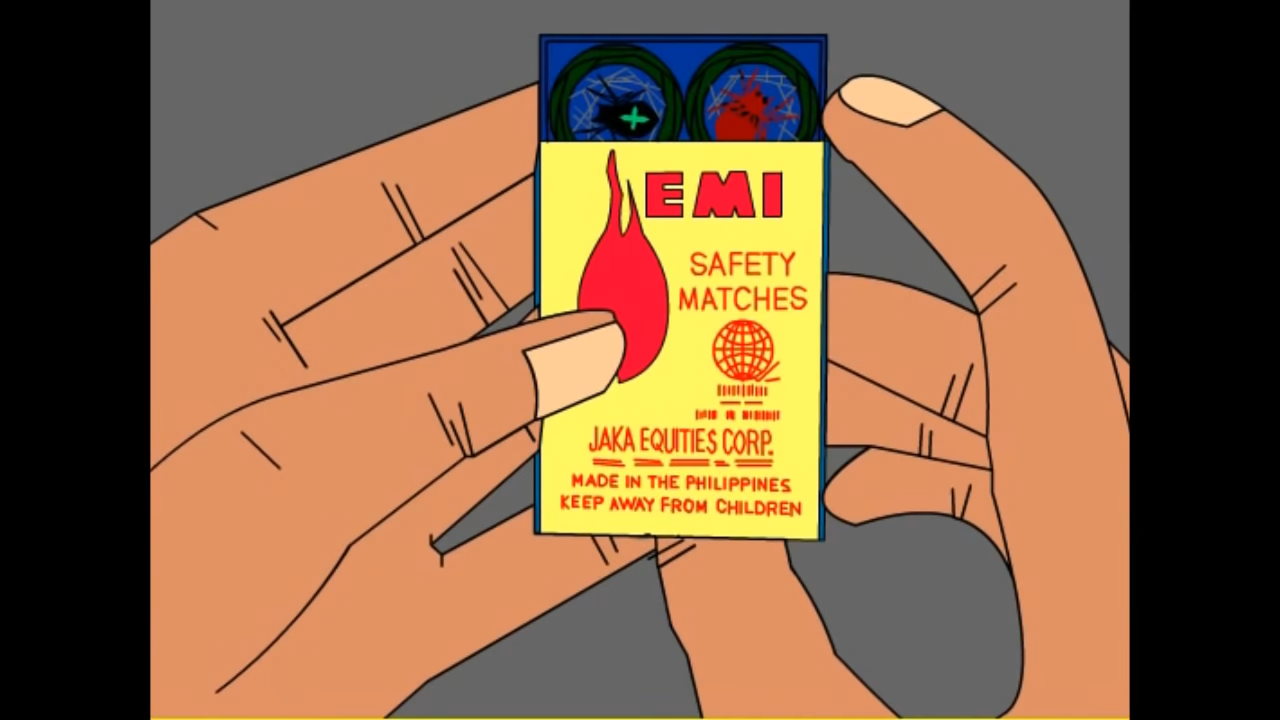 EMI
SAFETY
MATCHES
JAKA EQUITIES CORP.
MADE IN THE PHILIPPINES
KEEP AWAY FROM CHILDREN